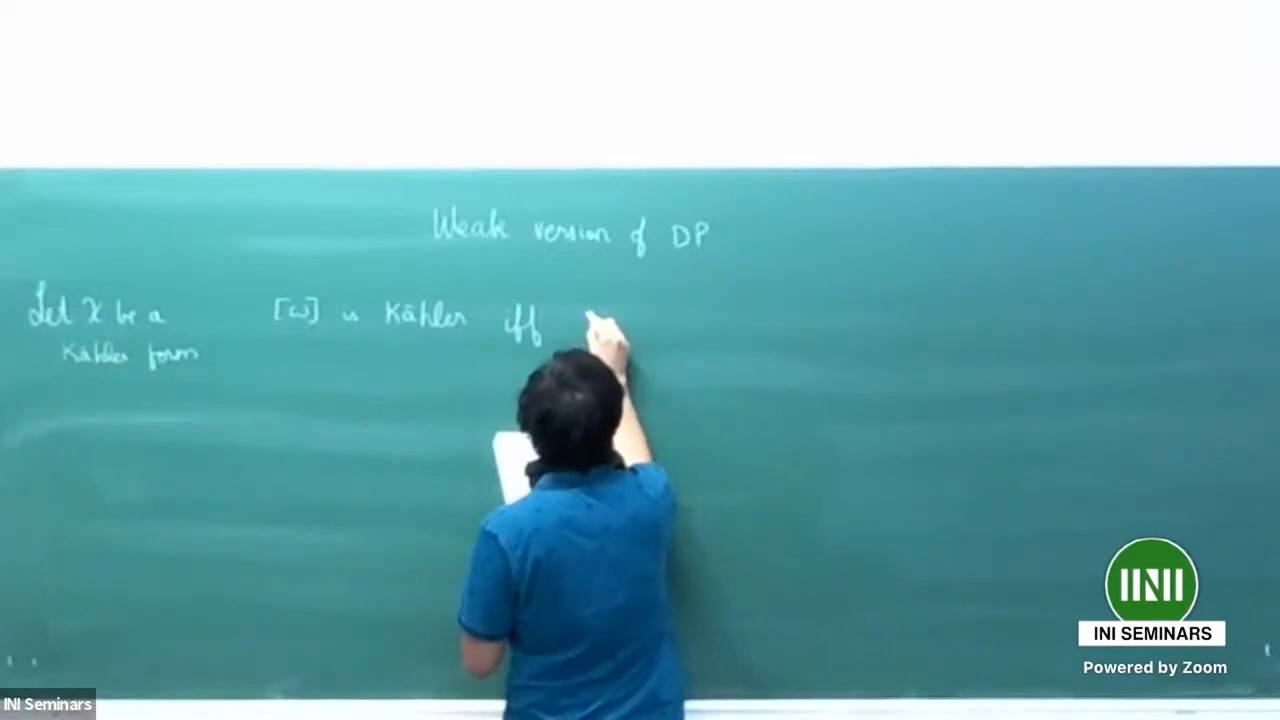 Weak version of DP
Let χ be a
Kähler form
[ω] is Kähler iff
INI SEMINARS
Powered by Zoom
INI Seminars